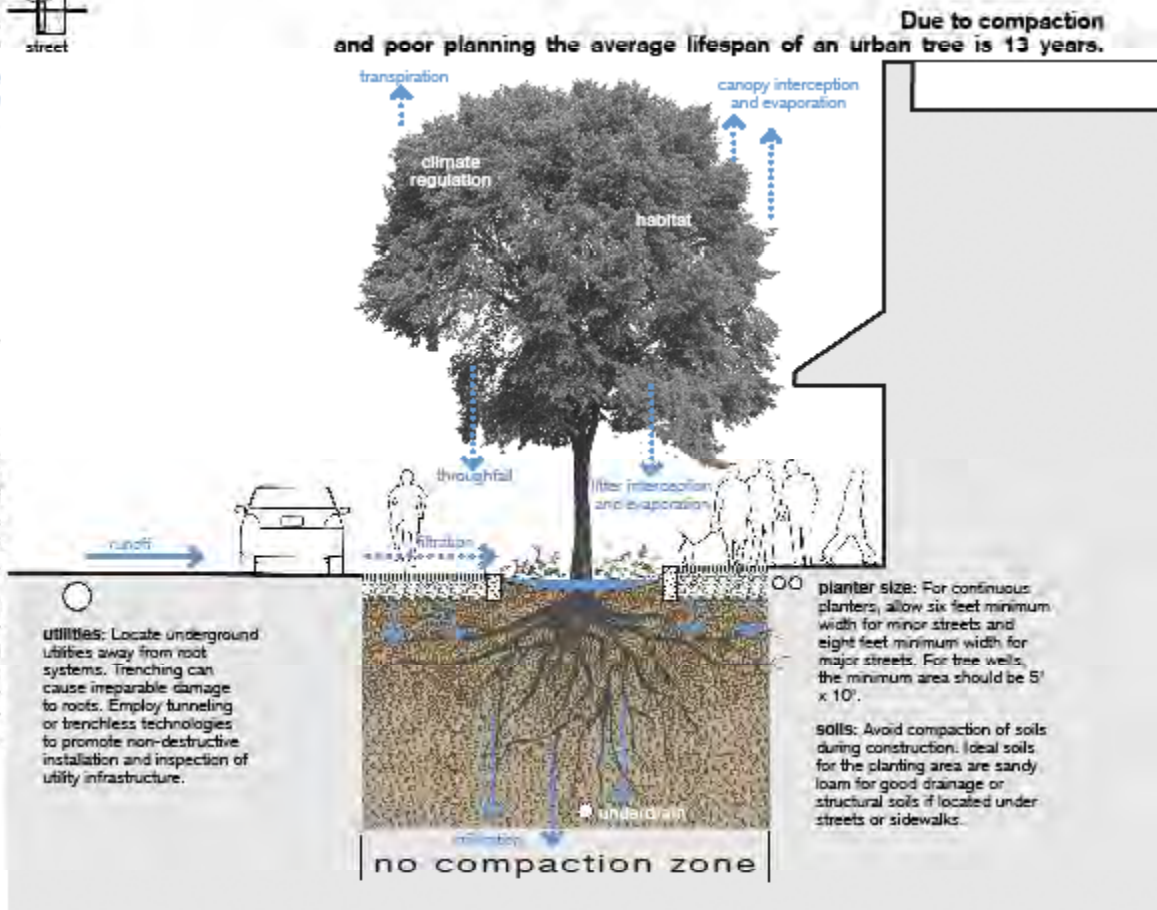 street
Due to compaction
and poor planning the average lifespan of an urban tree is 13 years.
transpiration
canopy interception
and evaporation
climate
regulation
habitat
throughfall
litter interception
and evaporation
runoff
filtration
utilities: Locate underground
utilities away from root
systems. Trenching can
cause irreparable damage
to roots. Employ tunneling
or trenchless technologies
to promote non-destructive
installation and inspection of
utility infrastructure.
planter size: For continuous
planters, allow six feet minimum
width for minor streets and
eight feet minimum width for
major streets. For tree wells,
the minimum area should be 5'
x 10'.
soils: Avoid compaction of soils
during construction. Ideal soils
for the planting area are sandy
loam for good drainage or
structural soils if located under
streets or sidewalks.
underdrain
infiltration
no compaction zone